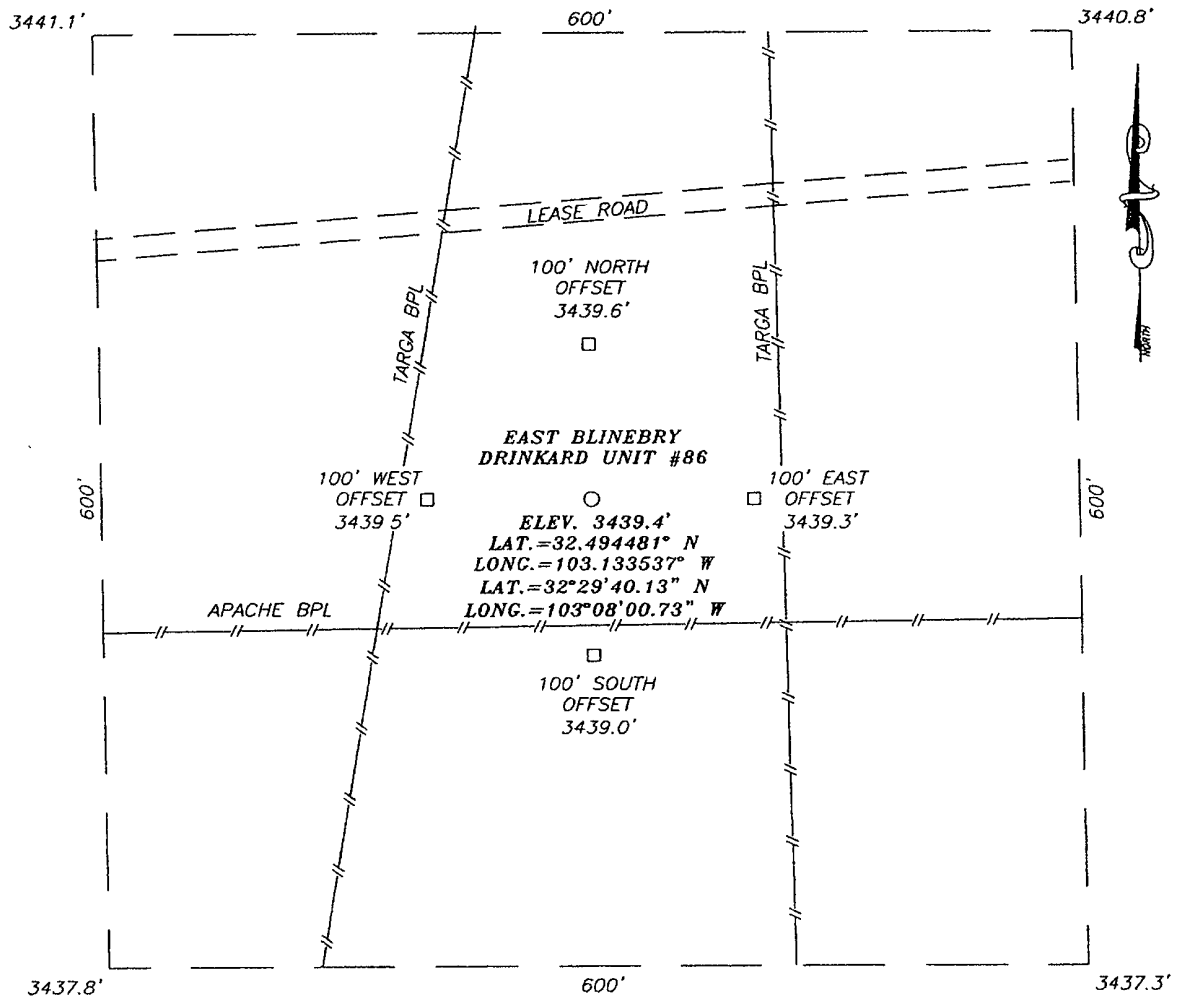 3441.1'
600'
3440.8'
LEASE ROAD
NORTH
100' NORTH
OFFSET
3439.6'
TARGA BPL
TARGA BPL
EAST BLINEBRY
DRINKARD UNIT #86
600'
100' WEST
OFFSET
3439 5'
100' EAST
OFFSET
3439.3'
600'
ELEV. 3439.4'
LAT.=32.494481° N
LONG.=103.133537° W
LAT.=32°29'40.13" N
LONG.=103°08'00.73" W
APACHE BPL
100' SOUTH
OFFSET
3439.0'
3437.8'
600'
3437.3'